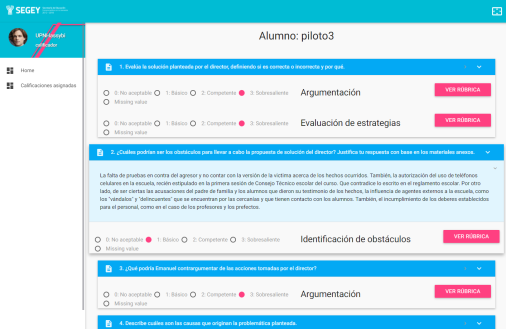 SEGEY
Alumno: piloto3
UPN
calificador
Home
Calificaciones asignadas
1. Evalúa la solución planteada por el director, definiendo si es correcta o incorrecta y por qué.
0: No aceptable 1: Básico 2: Competente 3: Sobresaliente
Missing value
Argumentación
VER RÚBRICA
0: No aceptable 1: Básico 2: Competente 3: Sobresaliente
Missing value
Evaluación de estrategias
VER RÚBRICA
2. ¿Cuáles podrían ser los obstáculos para llevar a cabo la propuesta de solución del director? Justifica tu respuesta con base en los materiales anexos.
La falta de pruebas en contra del agresor y no contar con la versión de la víctima acerca de los hechos ocurridos. También, la autorización del uso de teléfonos
celulares en la escuela, recién estipulado en la primera sesión de Consejo Técnico escolar del curso. Que contradice lo escrito en el reglamento escolar. Por otro
lado, de ser ciertas las acusaciones del padre de familia y los alumnos que dieron su testimonio de los hechos, la influencia de agentes externos a la escuela, como
los "vándalos" y "delincuentes" que se encuentran por las cercanías y que tienen contacto con los alumnos. También, el incumplimiento de los deberes establecidos
para el personal, como en el caso de los profesores y los prefectos.
0: No aceptable 1: Básico 2: Competente 3: Sobresaliente
Missing value
Identificación de obstáculos
VER RÚBRICA
3. ¿Qué podría Emanuel contraargumentar de las acciones tomadas por el director?
0: No aceptable 1: Básico 2: Competente 3: Sobresaliente
Missing value
Argumentación
VER RÚBRICA
4. Describe cuáles son las causas que originan la problemática planteada.